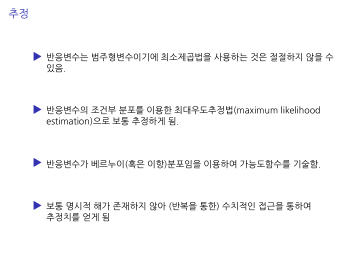 추정
▶ 반응변수는 범주형변수이기에 최소제곱법을 사용하는 것은 절절하지 않을 수
있음.
▶ 반응변수의 조건부 분포를 이용한 최대우도추정법(maximum likelihood
estimation)으로 보통 추정하게 됨.
▶ 반응변수가 베르누이(혹은 이항)분포임을 이용하여 가능도함수를 기술함.
▶ 보통 명시적 해가 존재하지 않아 (반복을 통한) 수치적인 접근을 통하여
추정치를 얻게 됨